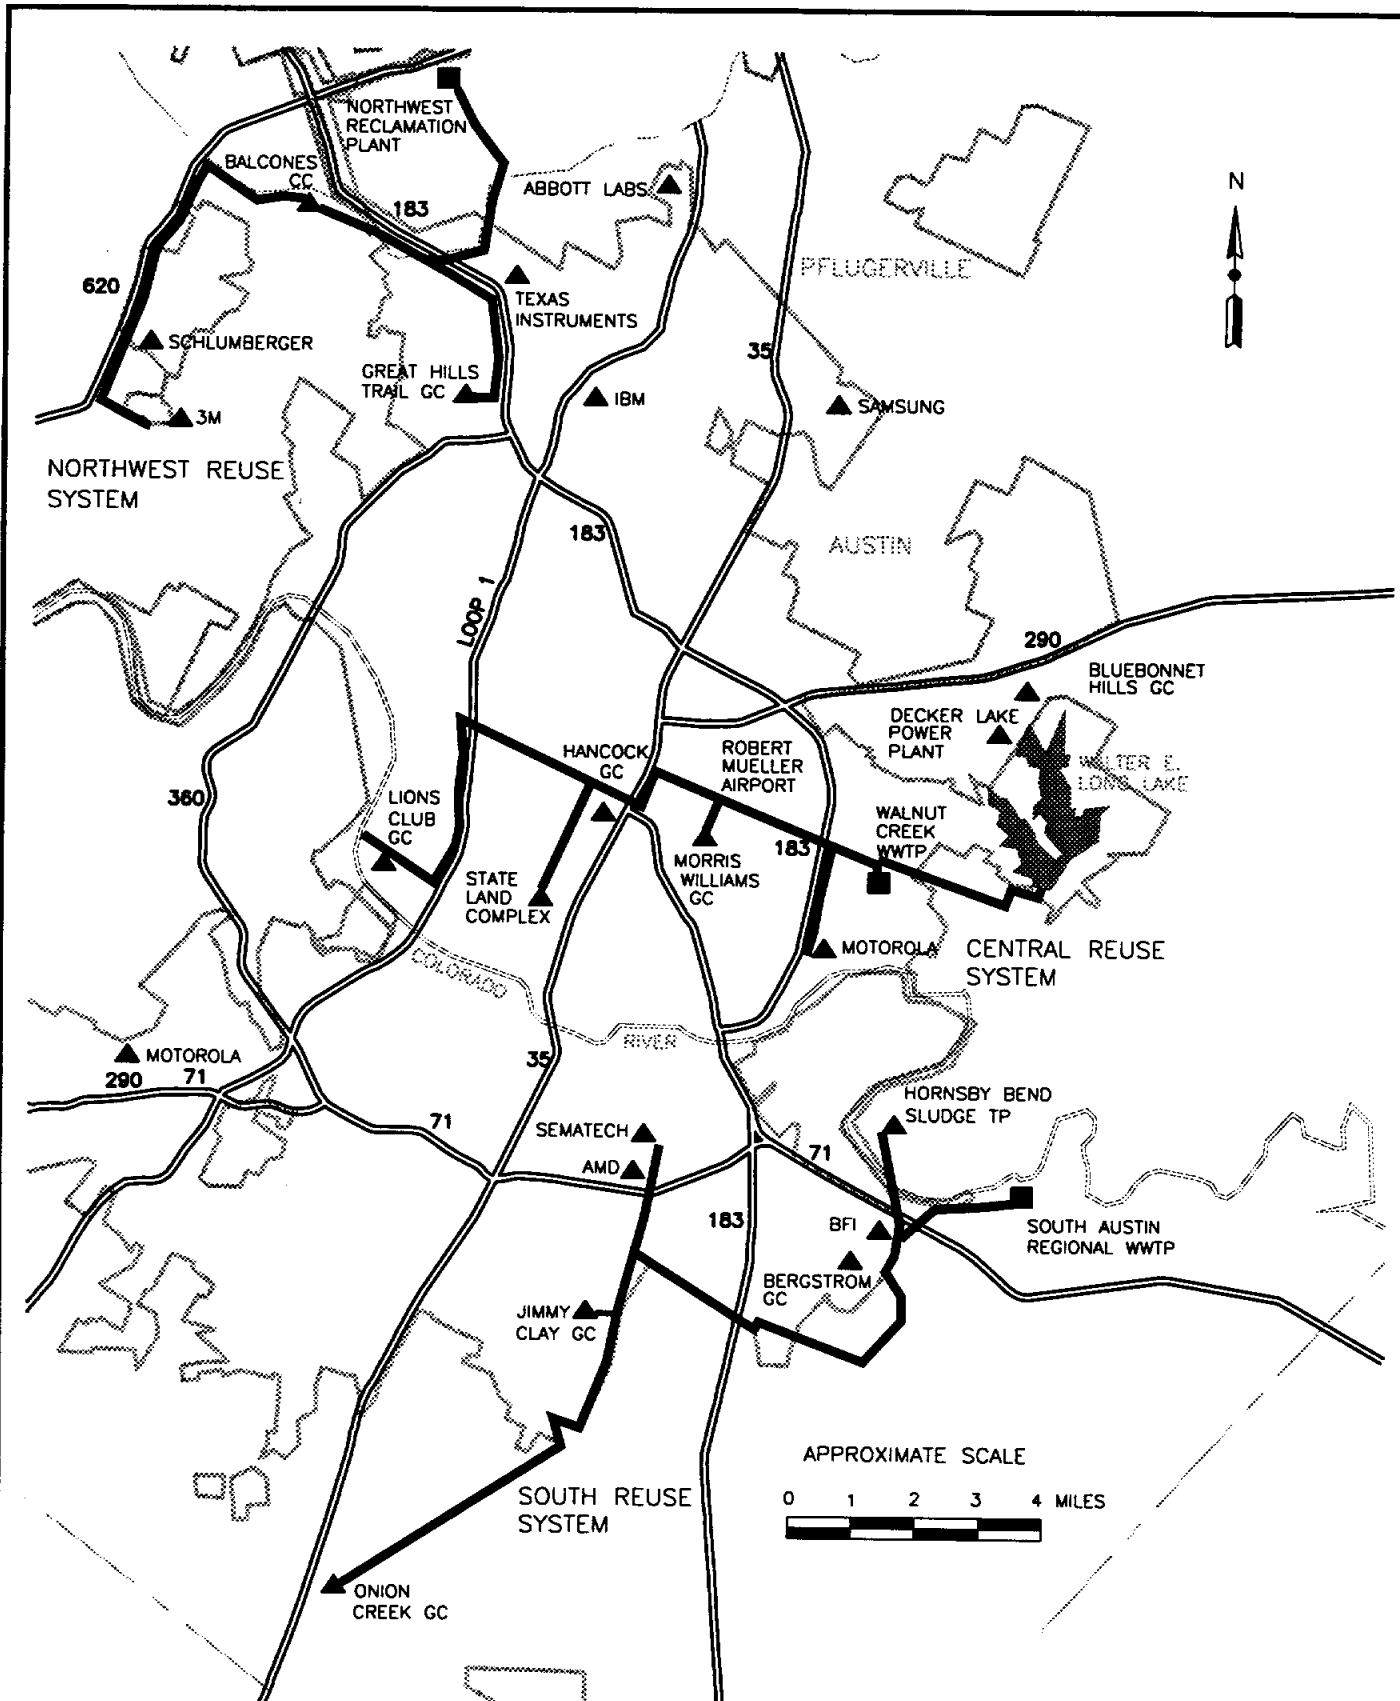 NORTHWEST
RECLAMATION
PLANT
BALCONES
CC
183
ABBOTT LABS
N
PFLUGERVILLE
620
TEXAS
INSTRUMENTS
SCHLUMBERGER
35
GREAT HILLS
TRAIL GC
IBM
SAMSUNG
3M
NORTHWEST REUSE
SYSTEM
183
AUSTIN
LOOP 1
290
BLUEBONNET
HILLS GC
DECKER LAKE
POWER
PLANT
HANCOCK
GC
ROBERT
MUELLER
AIRPORT
WALTER E.
LONG LAKE
360
LIONS
CLUB
GC
WALNUT
CREEK
WWTP
183
MORRIS
WILLIAMS
GC
STATE
LAND
COMPLEX
MOTOROLA
CENTRAL REUSE
SYSTEM
COLORADO
RIVER
MOTOROLA
290
71
35
HORNSBY BEND
SLUDGE TP
71
SEMATECH
71
AMD
183
BFI
SOUTH AUSTIN
REGIONAL WWTP
BERGSTROM
GC
JIMMY
CLAY GC
APPROXIMATE SCALE
0 1 2 3 4 MILES
SOUTH REUSE
SYSTEM
ONION
CREEK GC